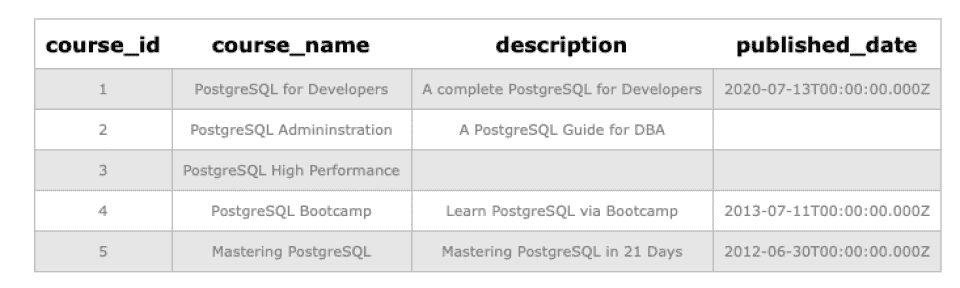 course_id course_name description published_date
1 PostgreSQL for Developers A complete PostgreSQL for Developers 2020-07-13T00:00:00.000Z
2 PostgreSQL Admininstration A PostgreSQL Guide for DBA
3 PostgreSQL High Performance
4 PostgreSQL Bootcamp Learn PostgreSQL via Bootcamp 2013-07-11T00:00:00.000Z
5 Mastering PostgreSQL Mastering PostgreSQL in 21 Days 2012-06-30T00:00:00.000Z